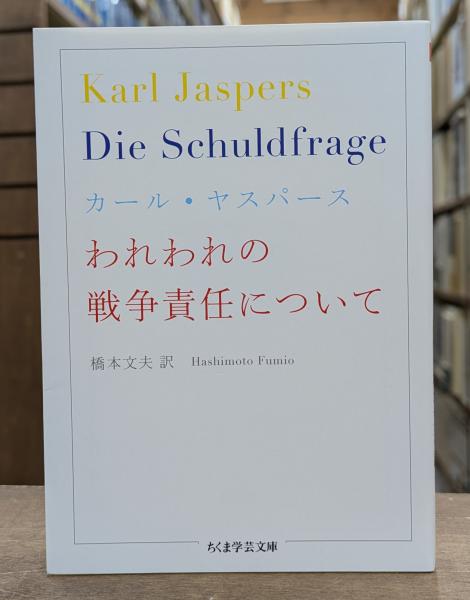 Karl Jaspers
Die Schuldfrage
カール・ヤスパース
われわれの
戦争責任について
橋本文夫 訳 Hashimoto Fumio
ちくま学芸文庫